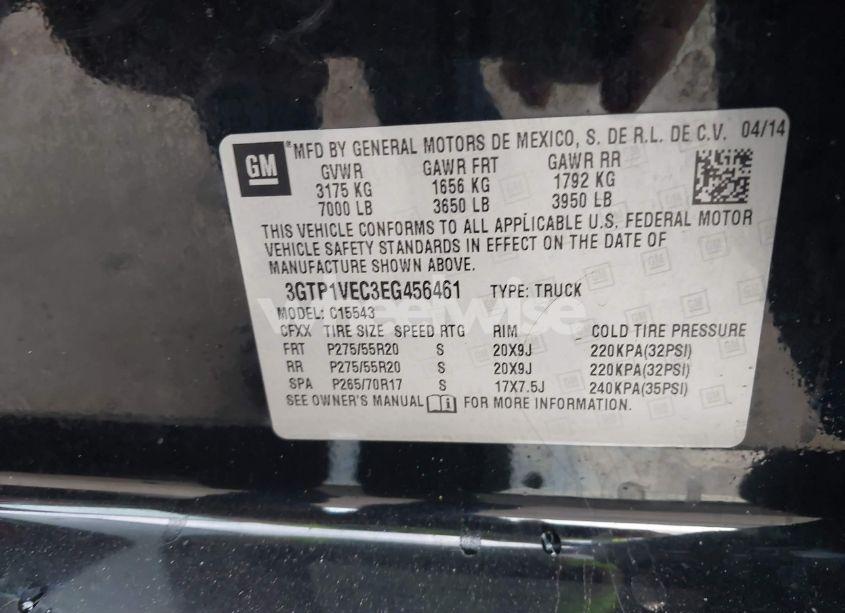 GM
®MFD BY GENERAL MOTORS DE MEXICO, S. DE R.L. DE C.V. 04/14
GVWR GAWR FRT GAWR RR
3175 KG 1656 KG 1792 KG
7000 LB 3650 LB 3950 LB
THIS VEHICLE CONFORMS TO ALL APPLICABLE U.S. FEDERAL MOTOR
VEHICLE SAFETY STANDARDS IN EFFECT ON THE DATE OF
MANUFACTURE SHOWN ABOVE.
3GTP1VEC3EG456461 TYPE: TRUCK
wheelwise
MODEL: C15543
CFXX TIRE SIZE SPEED RTG RIM COLD TIRE PRESSURE
FRT P275/55R20 S 20X9J 220KPA(32PSI)
RR P275/55R20 S 20X9J 220KPA(32PSI)
SPA P265/70R17 S 17X7.5J 240KPA(35PSI)
SEE OWNER'S MANUAL FOR MORE INFORMATION.